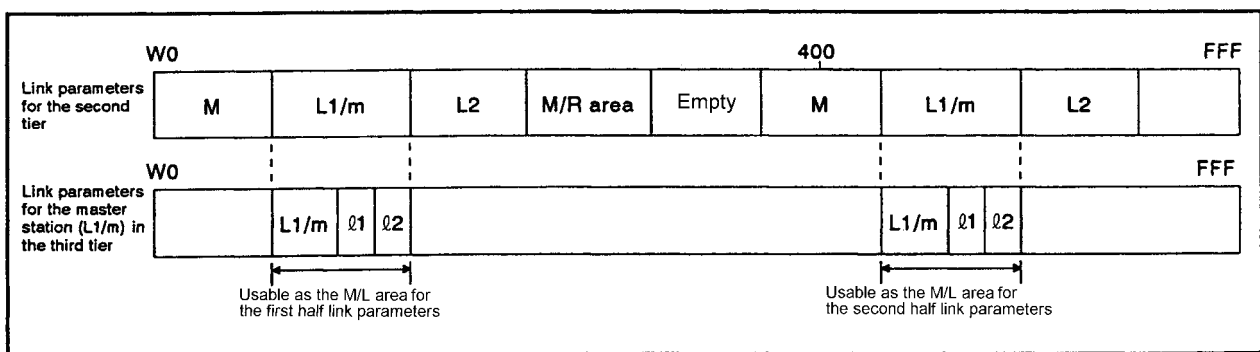 W0 400 FFF
Link parameters
for the second
tier
M L1/m L2 M/R area Empty M L1/m L2
W0 FFF
Link parameters
for the master
station (L1/m) in
the third tier
L1/m ℓ1 ℓ2 L1/m ℓ1 ℓ2
Usable as the M/L area for
the first half link parameters
Usable as the M/L area for
the second half link parameters